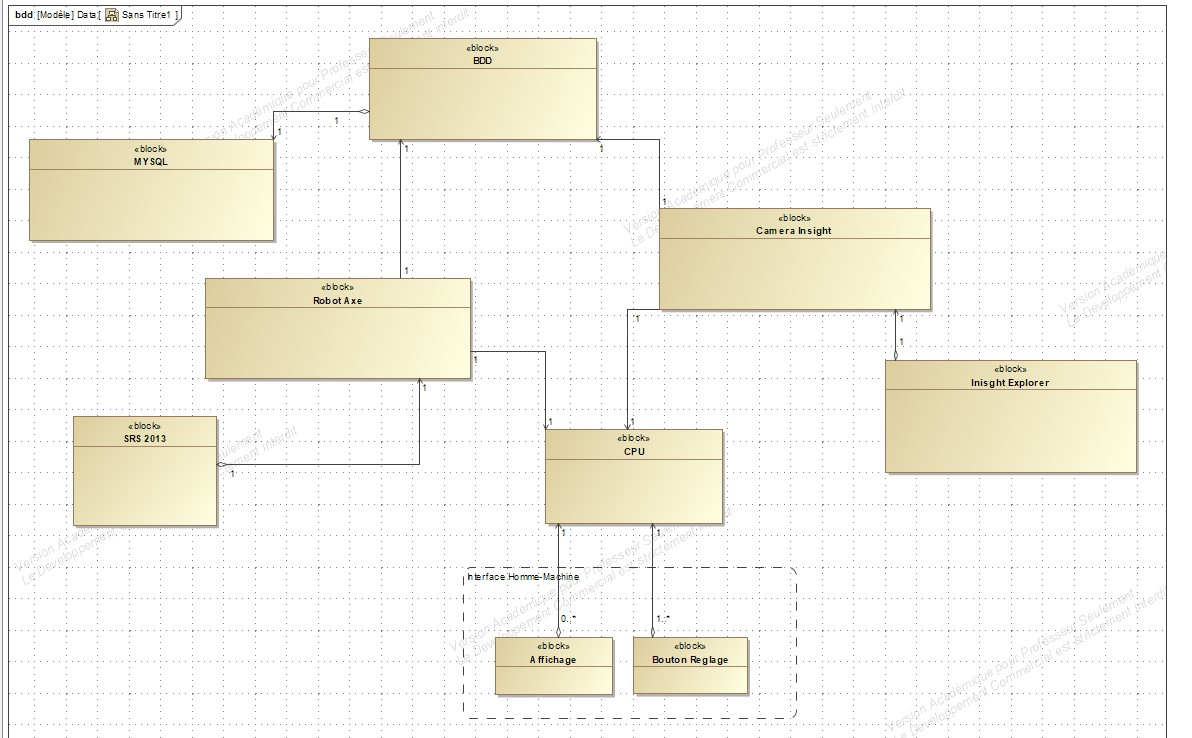 bdd [Modèle] Data [ Sans Titre1 ]
«block»
BDD
1
1
1
1
«block»
MYSQL
1
1
«block»
Camera Insight
1
1
1
«block»
Robot Axe
1
1
«block»
Inisght Explorer
1
1
1
«block»
SRS 2013
1
«block»
CPU
1
1
Interface Homme-Machine
0..*
1..*
«block»
Affichage
«block»
Bouton Reglage
Version Académique pour Professeur Seulement
Le Développement Commercial est strictement interdit